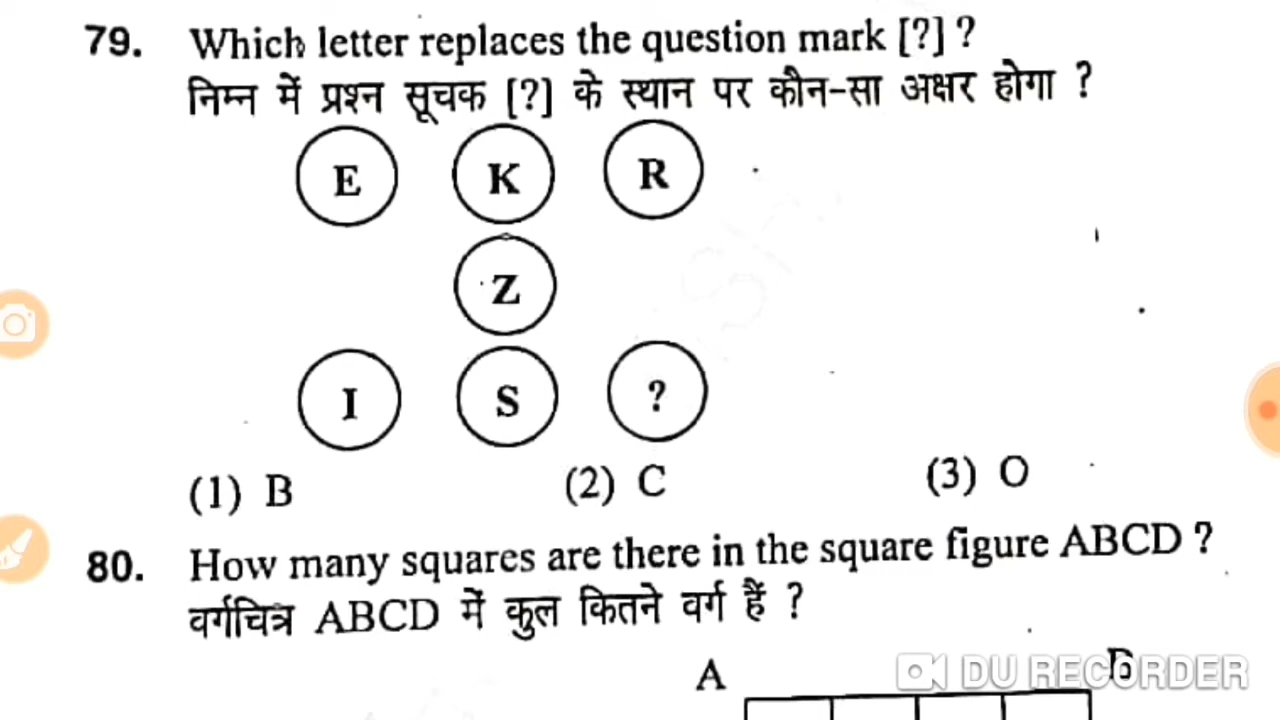 79. Which letter replaces the question mark [?] ?
निम्न में प्रश्न सूचक [?] के स्थान पर कौन-सा अक्षर होगा ?
E K R
Z
I S ?
(1) B (2) C (3) O
80. How many squares are there in the square figure ABCD ?
वर्गचित्र ABCD में कुल कितने वर्ग हैं ?
A B
DU RECORDER